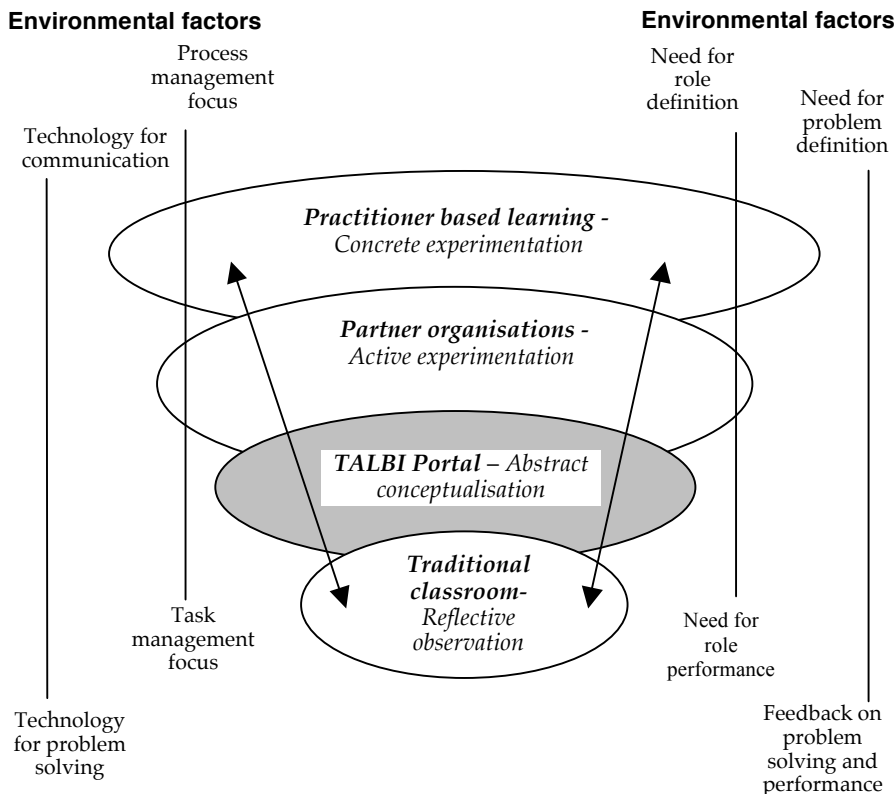 Environmental factors
Environmental factors
Process
management
focus
Need for
role
definition
Need for
problem
definition
Technology for
communication
Practitioner based learning -
Concrete experimentation
Partner organisations -
Active experimentation
TALBI Portal – Abstract
conceptualisation
Traditional
classroom-
Reflective
observation
Task
management
focus
Need for
role
performance
Technology
for problem
solving
Feedback on
problem
solving and
performance